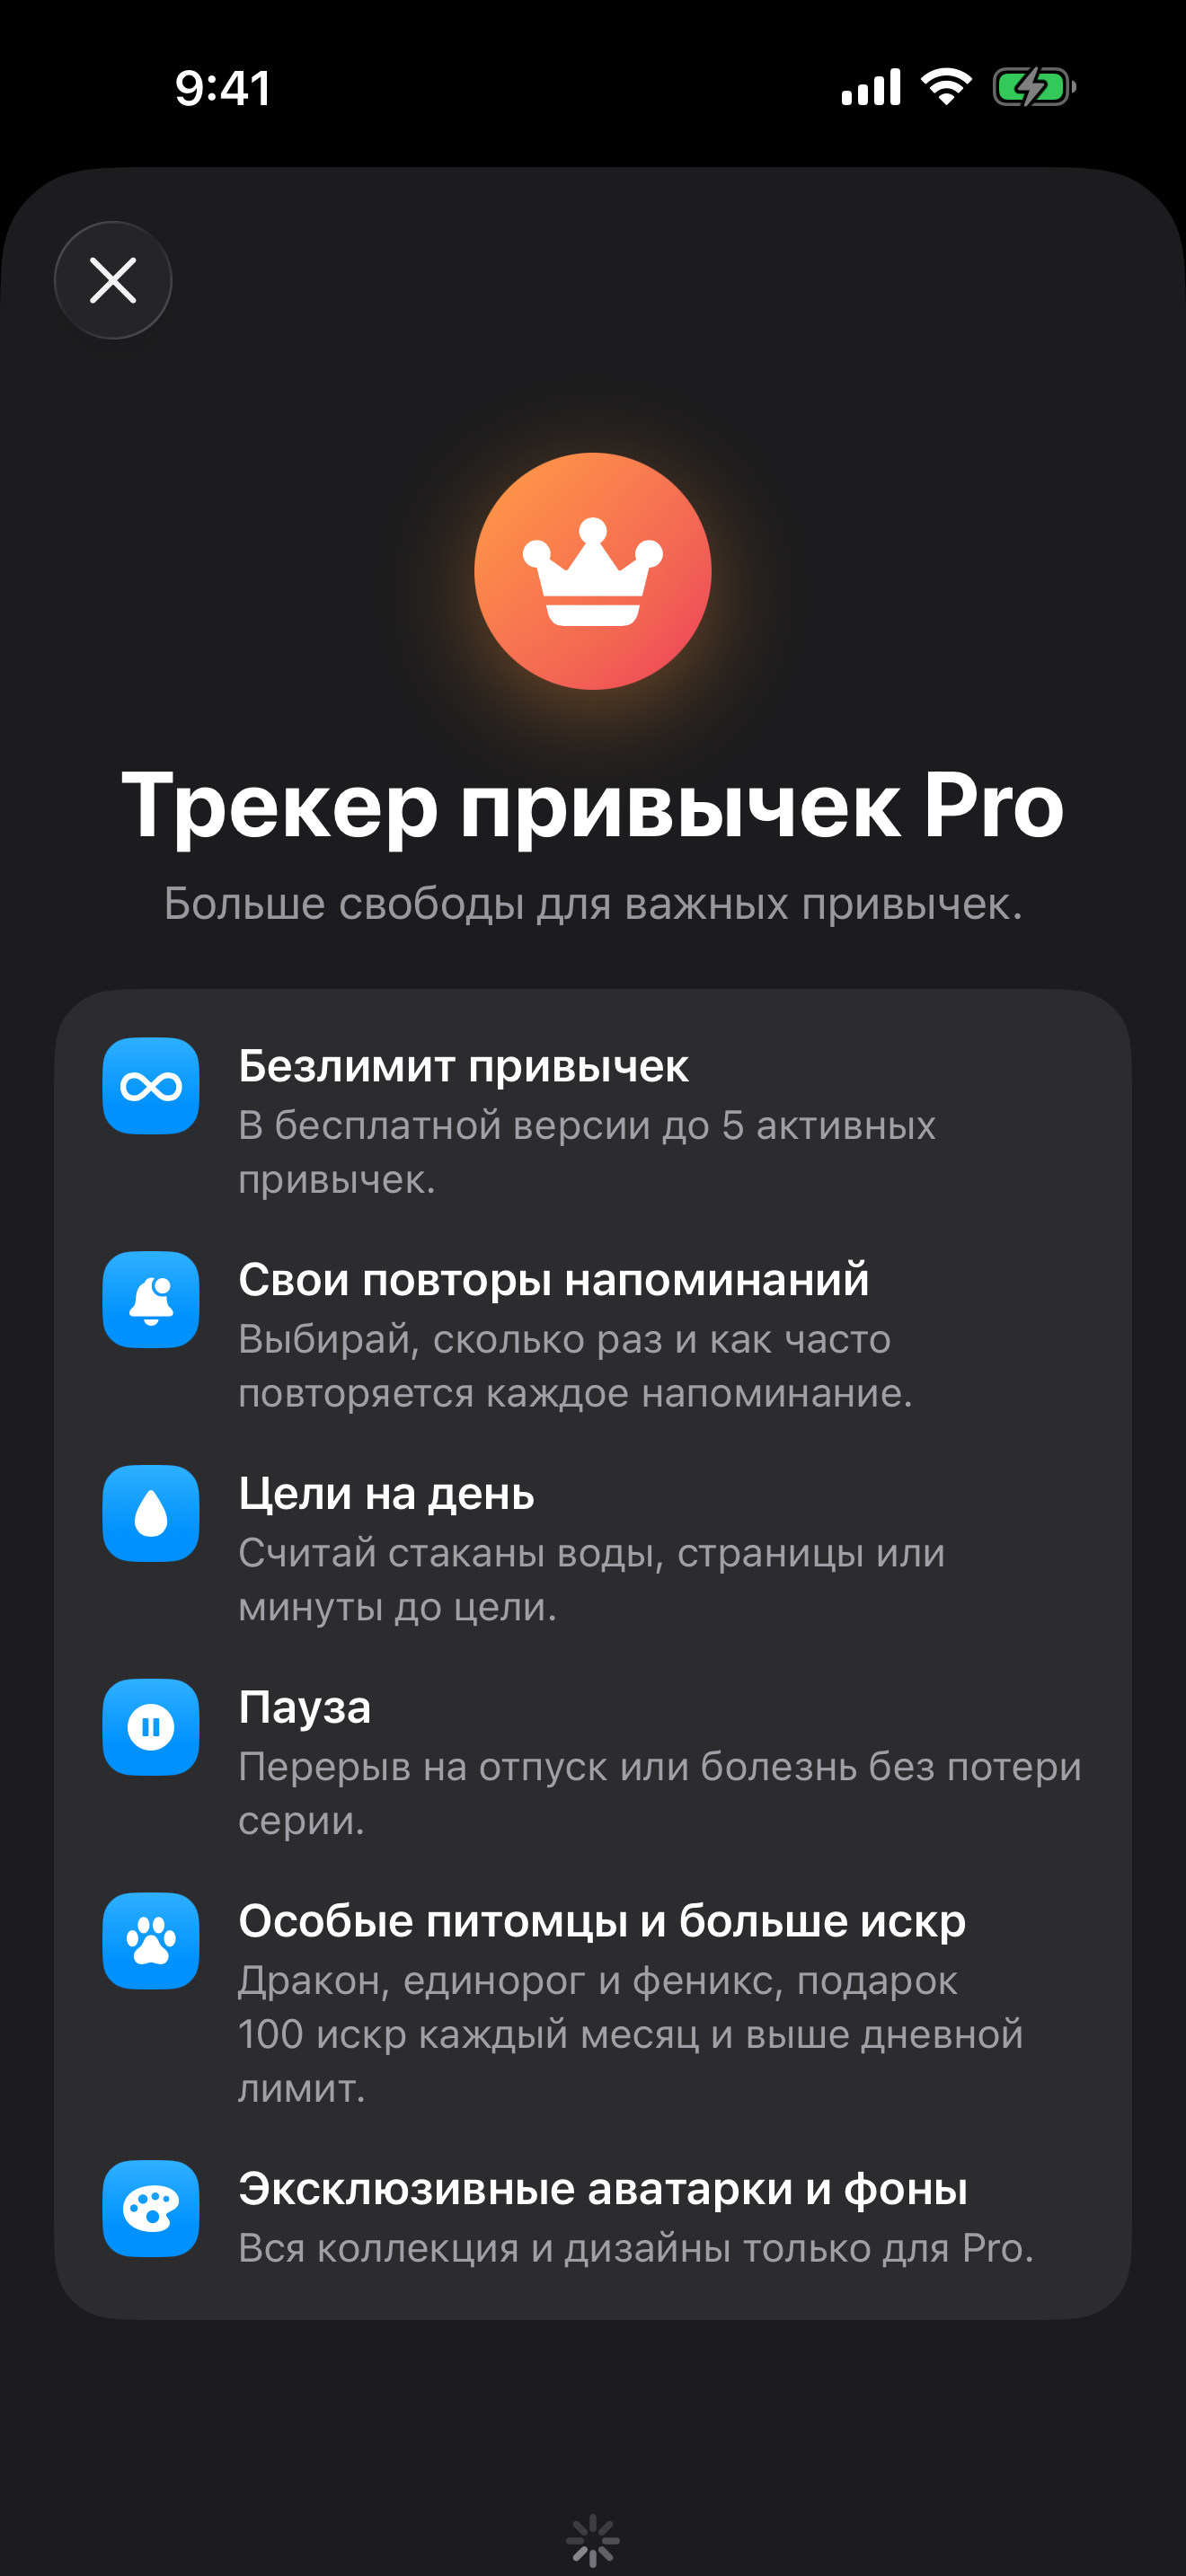 9:41
Трекер привычек Pro
Больше свободы для важных привычек.
Безлимит привычек
В бесплатной версии до 5 активных
привычек.
Свои повторы напоминаний
Выбирай, сколько раз и как часто
повторяется каждое напоминание.
Цели на день
Считай стаканы воды, страницы или
минуты до цели.
Пауза
Перерыв на отпуск или болезнь без потери
серии.
Особые питомцы и больше искр
Дракон, единорог и феникс, подарок
100 искр каждый месяц и выше дневной
лимит.
Эксклюзивные аватарки и фоны
Вся коллекция и дизайны только для Pro.